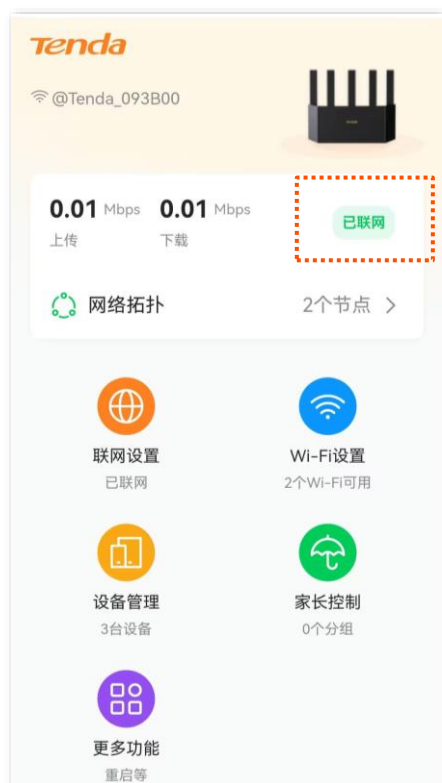 Tenda
@Tenda_093B00
0.01 Mbps 0.01 Mbps
上传 下载
已联网
网络拓扑 2个节点
联网设置 Wi-Fi设置
已联网 2个Wi-Fi可用
设备管理 家长控制
3台设备 0个分组
更多功能
重启等